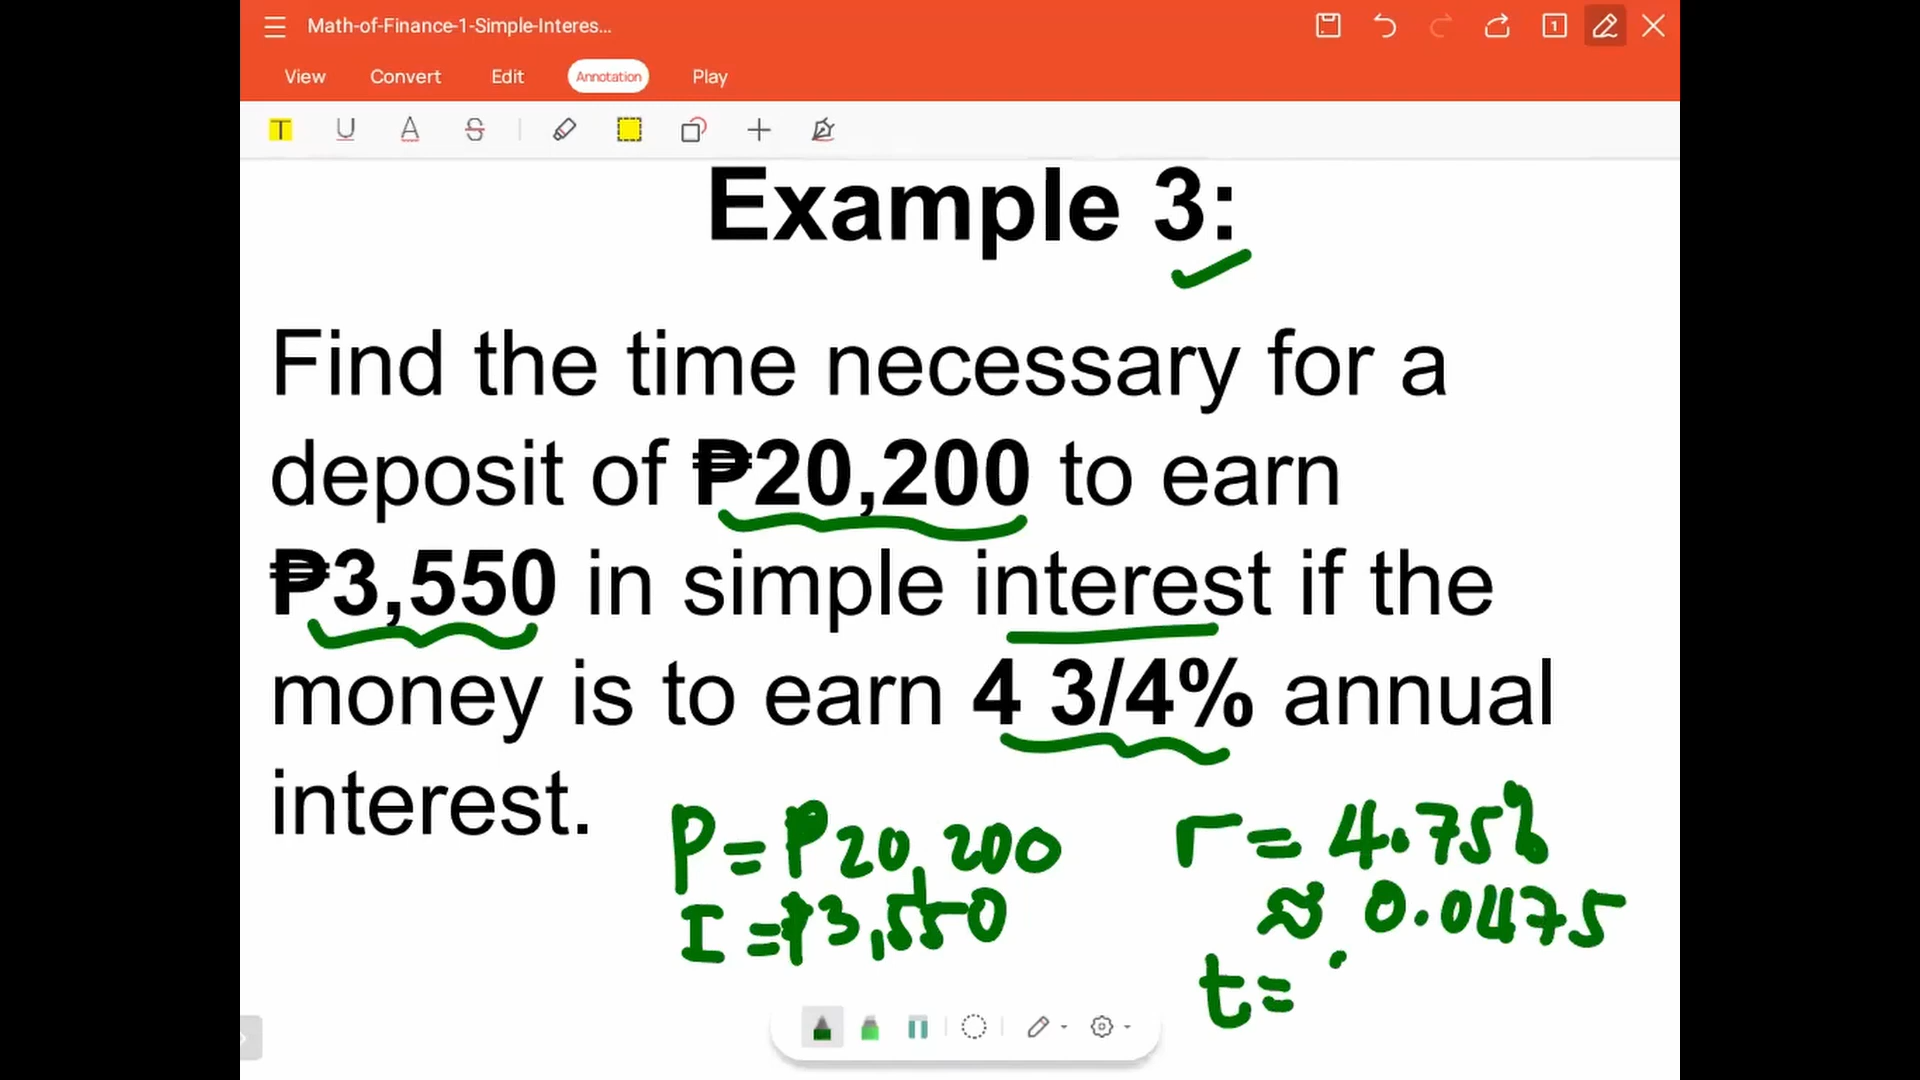 Math-of-Finance-1-Simple-Interes...
1
View Convert Edit Annotation Play
T U A S
Example 3:
Find the time necessary for a
deposit of ₱20,200 to earn
₱3,550 in simple interest if the
money is to earn 4 3/4% annual
interest.
P = ₱20,200 r = 4.75%
I = ₱3,550 ≈ 0.0475
t =